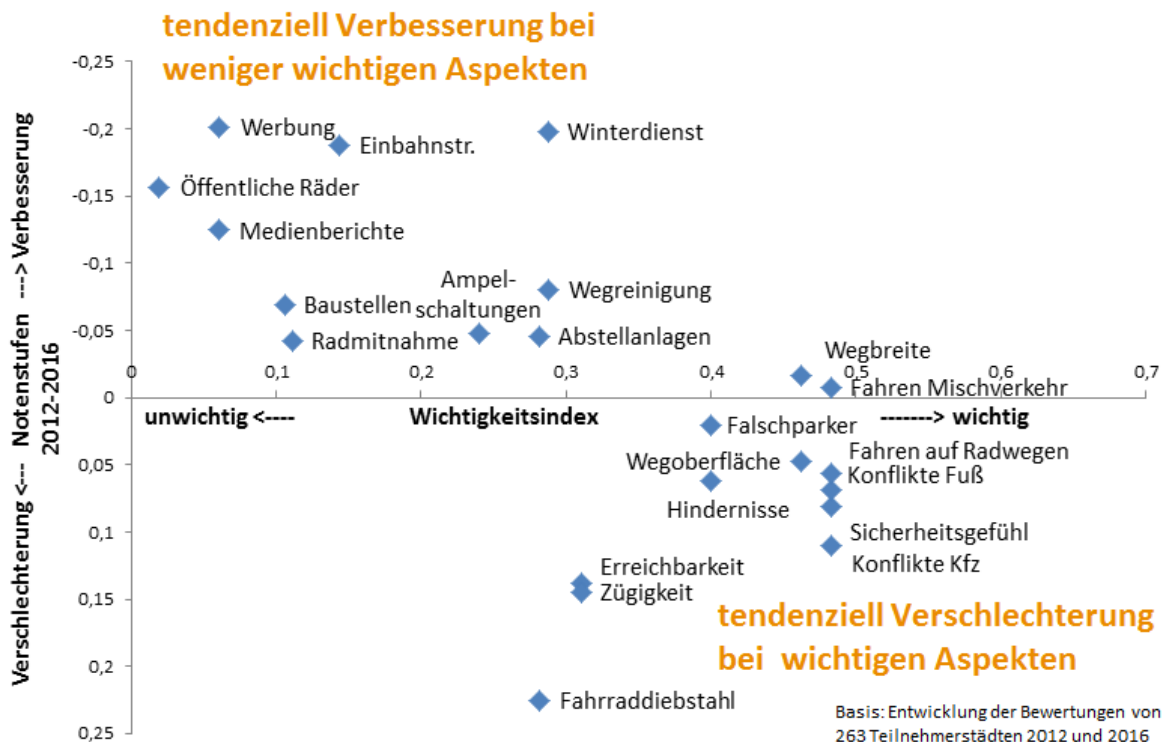 tendenziell Verbesserung bei
weniger wichtigen Aspekten
-0,25
-0,2
-0,15
-0,1
-0,05
0
0,05
0,1
0,15
0,2
0,25
Verschlechterung <--- Notenstufen ---> Verbesserung
2012-2016
Werbung
Einbahnstr.
Winterdienst
Öffentliche Räder
Medienberichte
Ampel-
schaltungen
Wegreinigung
Baustellen
Radmitnahme
Abstellanlagen
Wegbreite
Fahren Mischverkehr
0
0,1
0,2
0,3
0,4
0,5
0,6
0,7
unwichtig <----
Wichtigkeitsindex
-------> wichtig
Falschparker
Wegoberfläche
Fahren auf Radwegen
Konflikte Fuß
Hindernisse
Sicherheitsgefühl
Konflikte Kfz
Erreichbarkeit
Zügigkeit
tendenziell Verschlechterung
bei wichtigen Aspekten
Fahrraddiebstahl
Basis: Entwicklung der Bewertungen von
263 Teilnehmerstädten 2012 und 2016